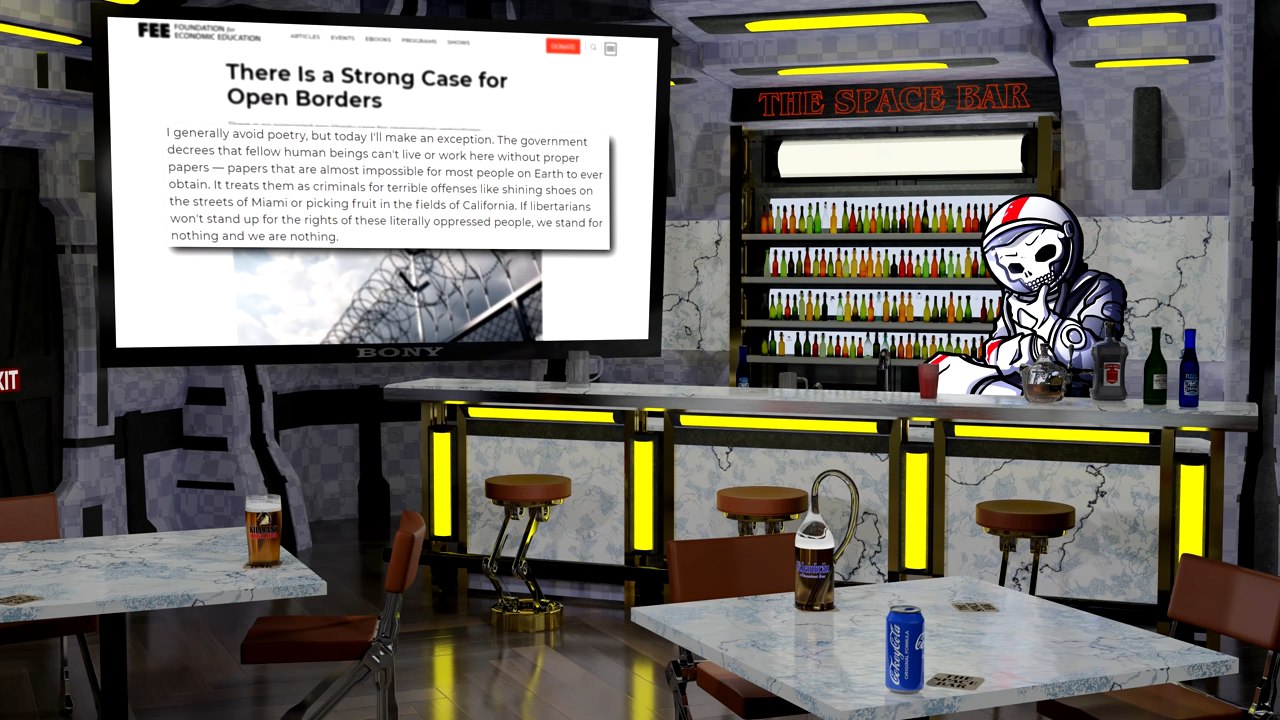 FEE FOUNDATION for
ECONOMIC EDUCATION
ARTICLES EVENTS EBOOKS PROGRAMS SHOWS
DONATE
There Is a Strong Case for
Open Borders
I generally avoid poetry, but today I'll make an exception. The government
decrees that fellow human beings can't live or work here without proper
papers — papers that are almost impossible for most people on Earth to ever
obtain. It treats them as criminals for terrible offenses like shining shoes on
the streets of Miami or picking fruit in the fields of California. If libertarians
won't stand up for the rights of these literally oppressed people, we stand for
nothing and we are nothing.
BONY
THE SPACE BAR
XIT
ORIGINAL FORMULA